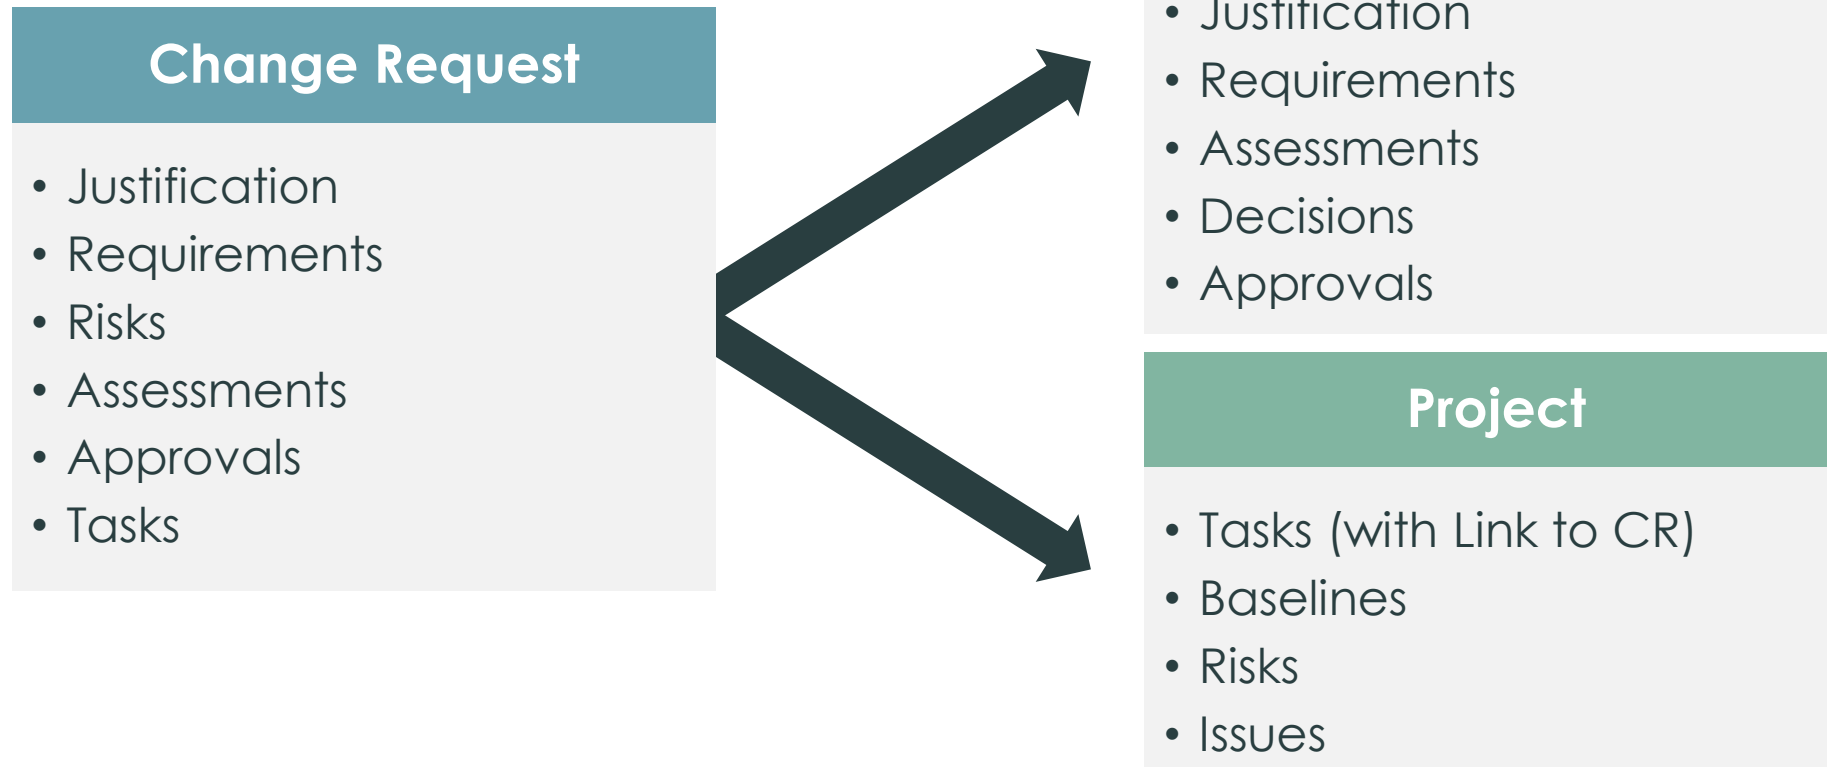 Change Request
• Justification
• Requirements
• Risks
• Assessments
• Approvals
• Tasks
• Justification
• Requirements
• Assessments
• Decisions
• Approvals
Project
• Tasks (with Link to CR)
• Baselines
• Risks
• Issues